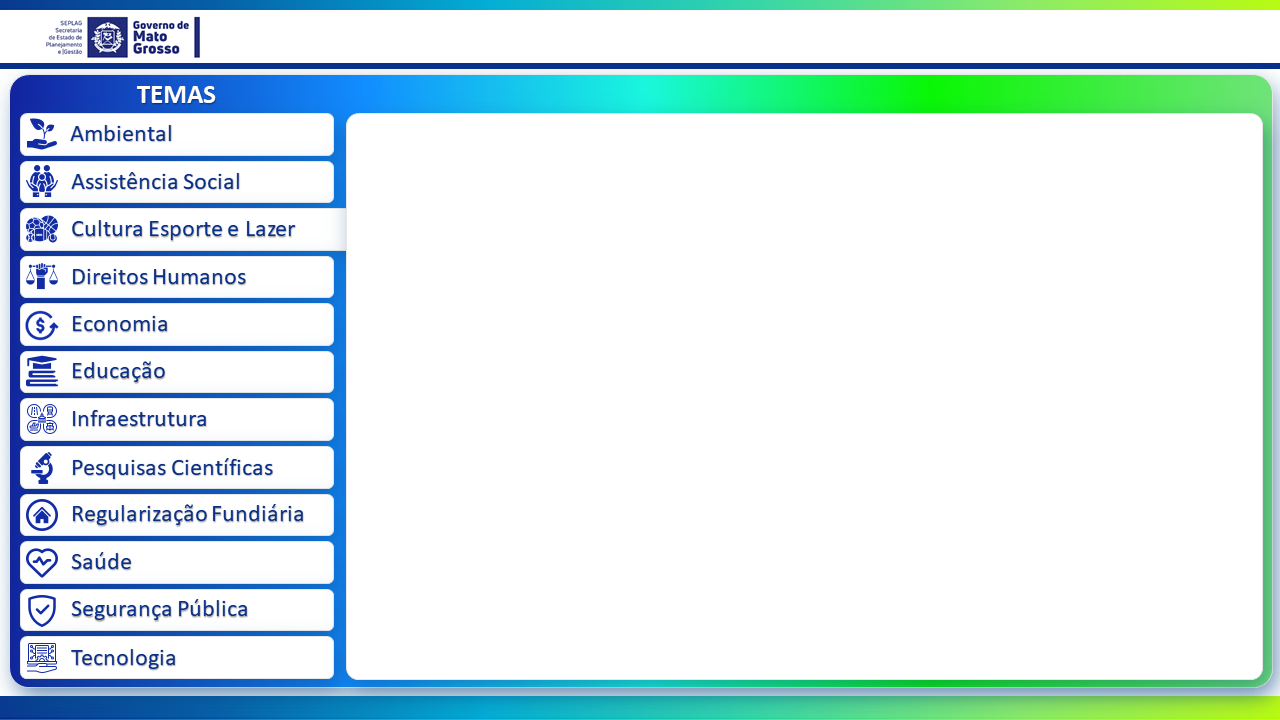 SEPLAG
Secretaria
de Estado de
Planejamento
e |Gestão
Governo de
Mato
Grosso
TEMAS
Ambiental
Assistência Social
Cultura Esporte e Lazer
Direitos Humanos
Economia
Educação
Infraestrutura
Pesquisas Científicas
Regularização Fundiária
Saúde
Segurança Pública
Tecnologia